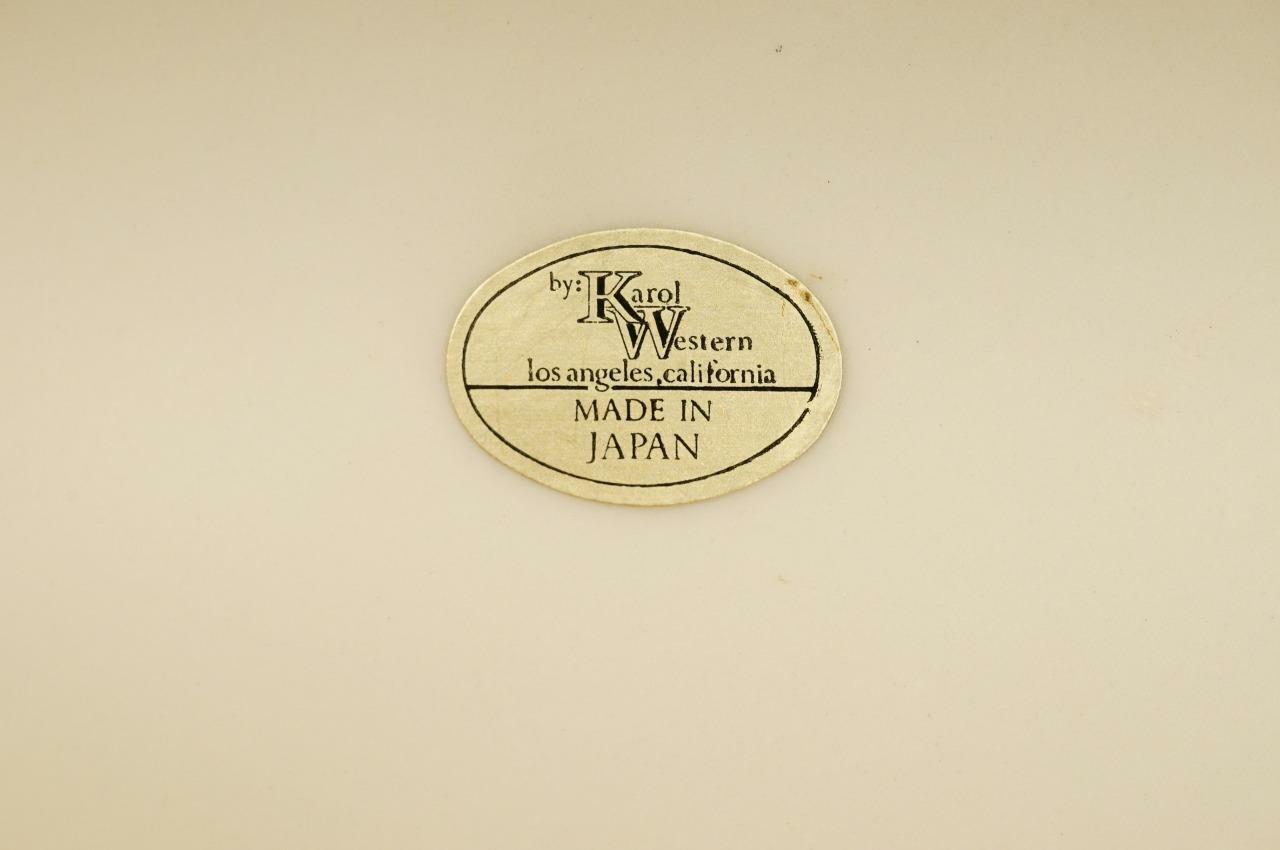 by: Karol
Western
los angeles, california
MADE IN
JAPAN